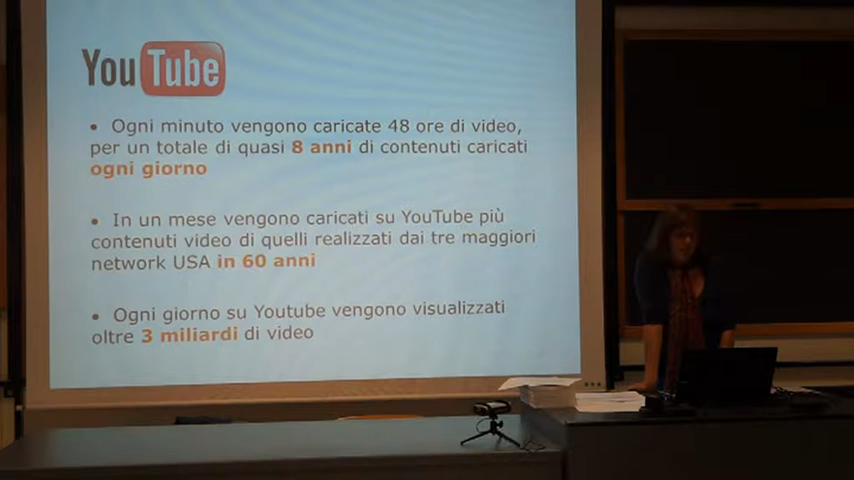 YouTube
• Ogni minuto vengono caricate 48 ore di video,
per un totale di quasi 8 anni di contenuti caricati
ogni giorno
• In un mese vengono caricati su YouTube più
contenuti video di quelli realizzati dai tre maggiori
network USA in 60 anni
• Ogni giorno su Youtube vengono visualizzati
oltre 3 miliardi di video